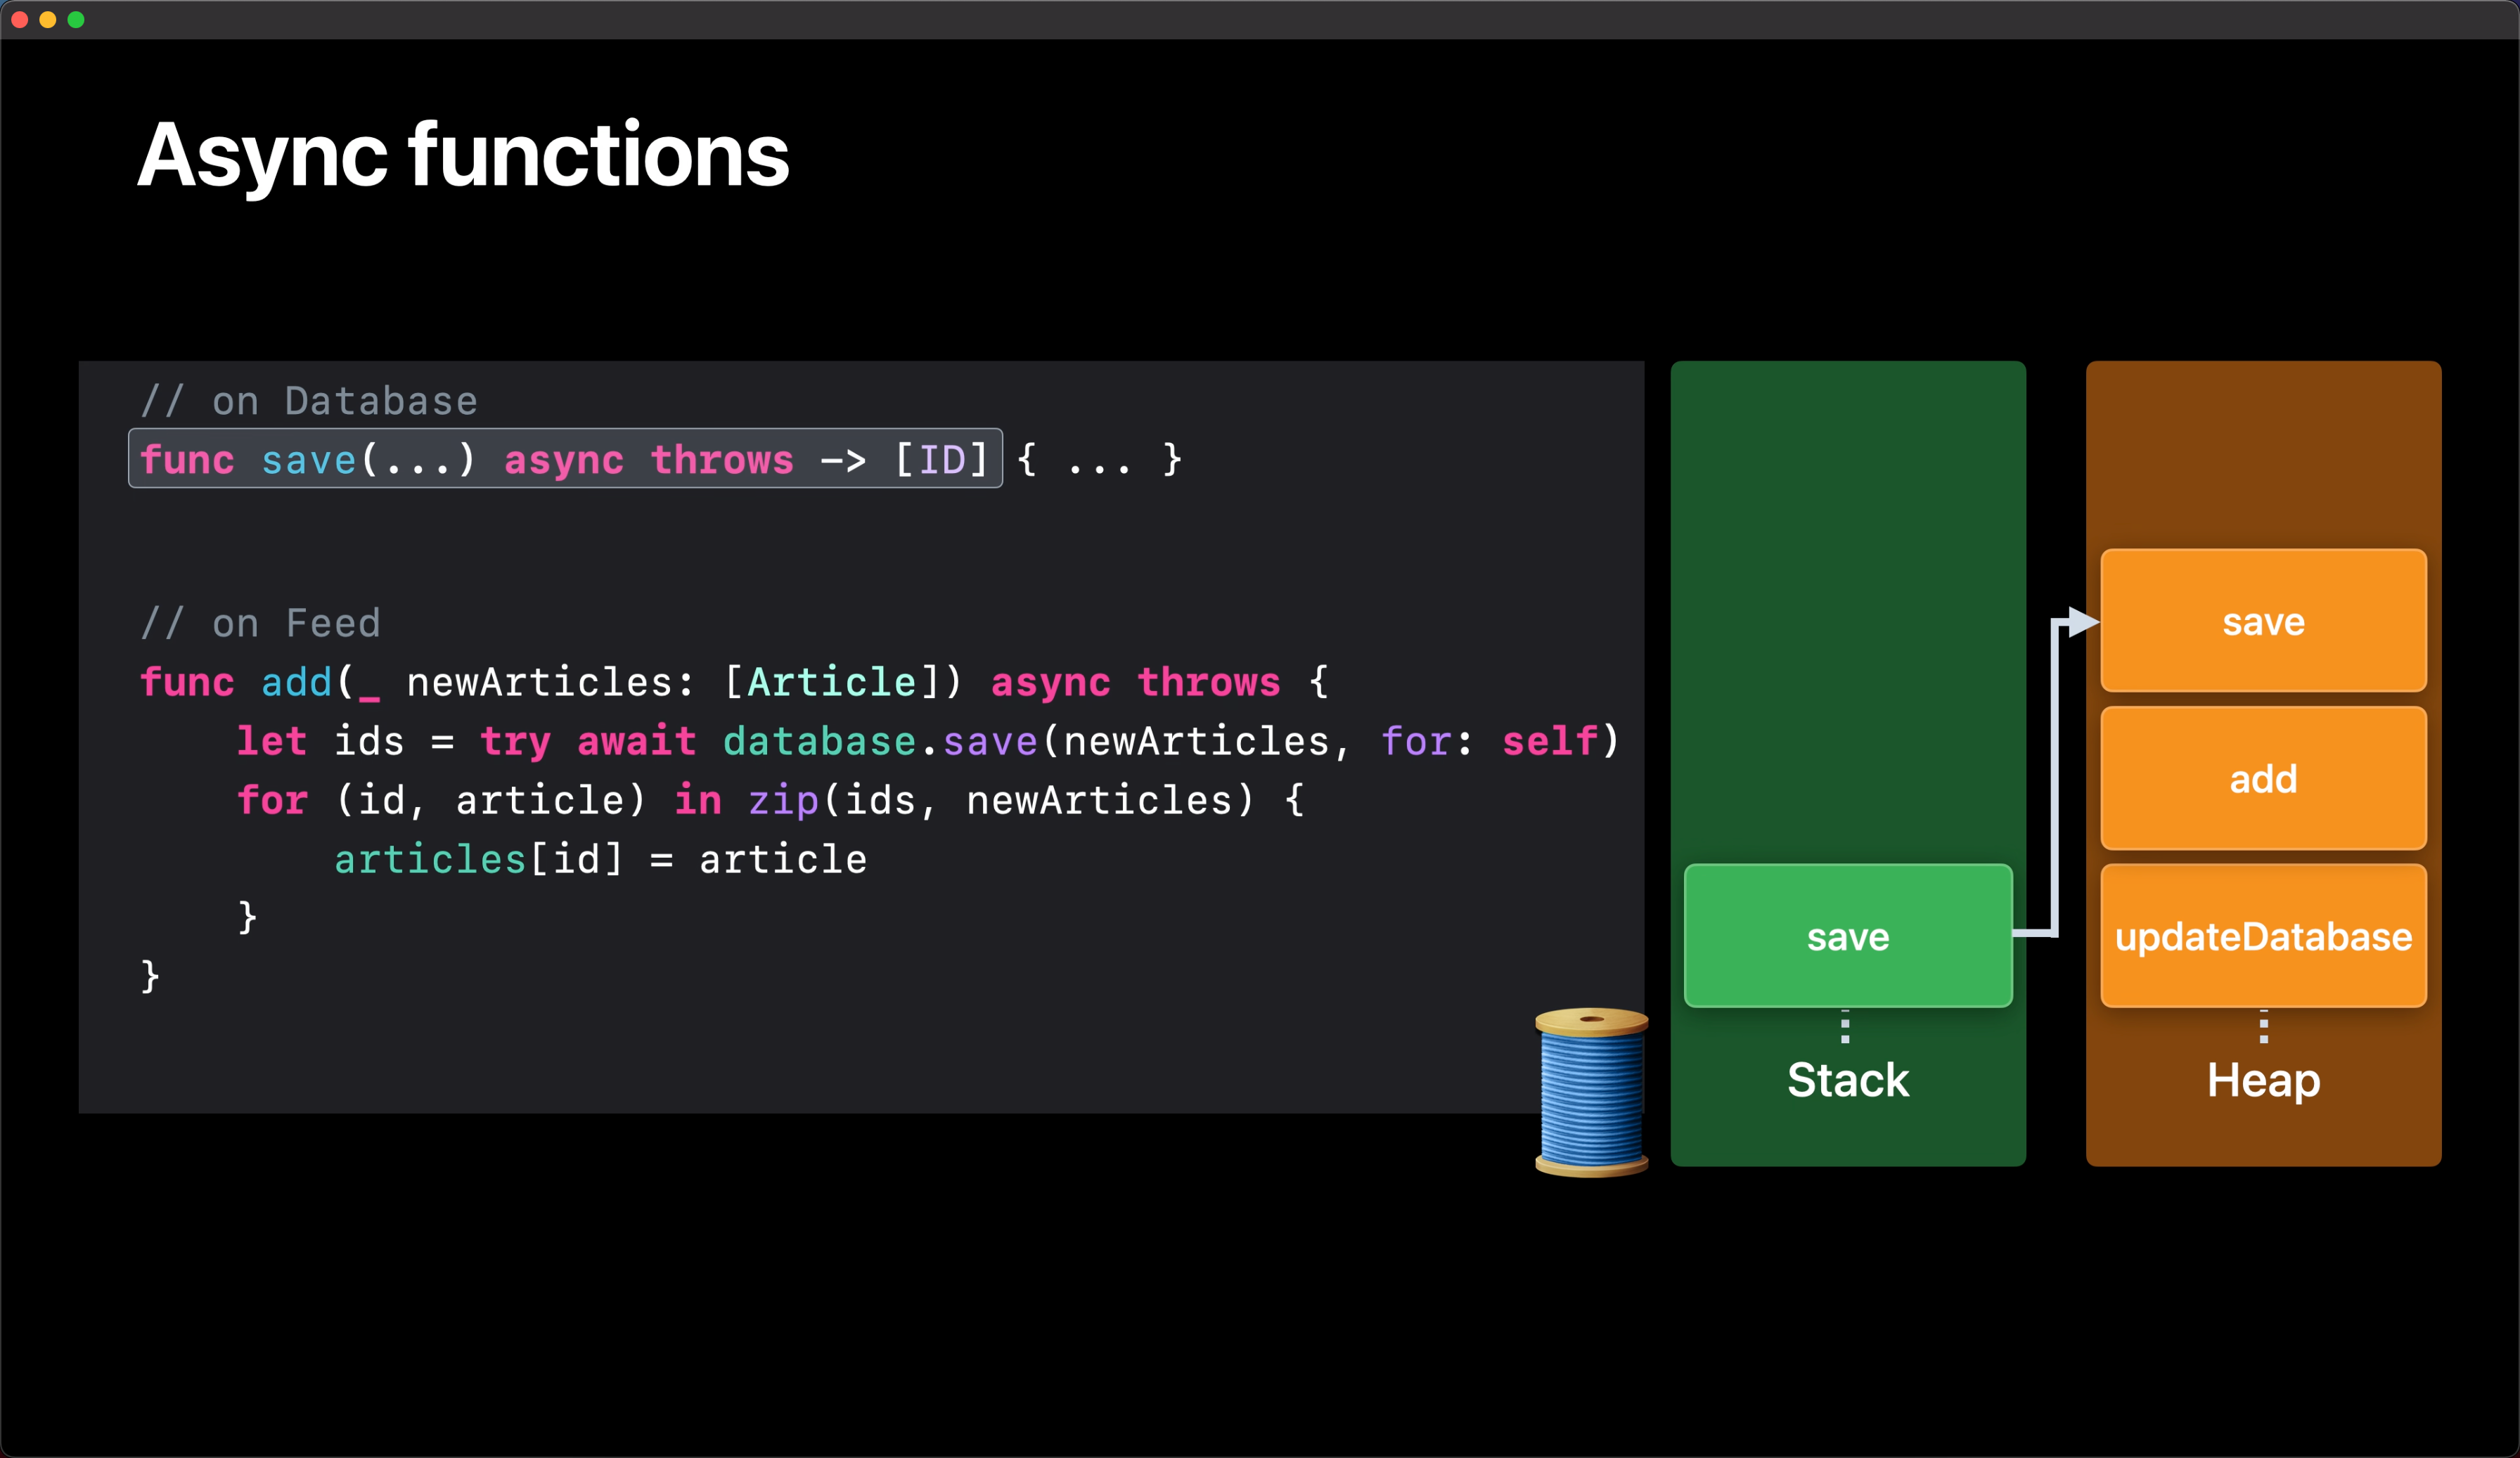 Async functions
// on Database
func save(...) async throws -> [ID] { ... }
// on Feed
func add(_ newArticles: [Article]) async throws {
    let ids = try await database.save(newArticles, for: self)
    for (id, article) in zip(ids, newArticles) {
        articles[id] = article
    }
}
save
Stack
save
add
updateDatabase
Heap